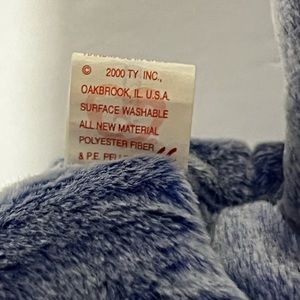 © 2000 TY INC.,
OAKBROOK, IL. U.S.A.
SURFACE WASHABLE
ALL NEW MATERIAL
POLYESTER FIBER
& P.E.